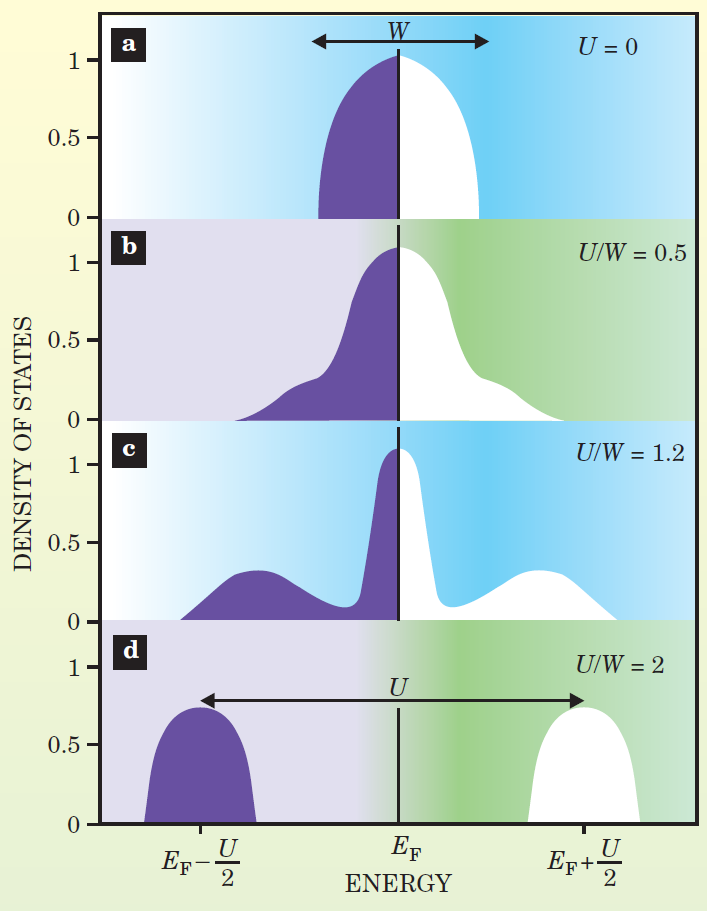 a
W
U = 0
1
0.5
0
b
U/W = 0.5
1
0.5
0
c
U/W = 1.2
1
0.5
0
d
U/W = 2
U
1
0.5
0
DENSITY OF STATES
E_F − U/2
E_F
E_F + U/2
ENERGY